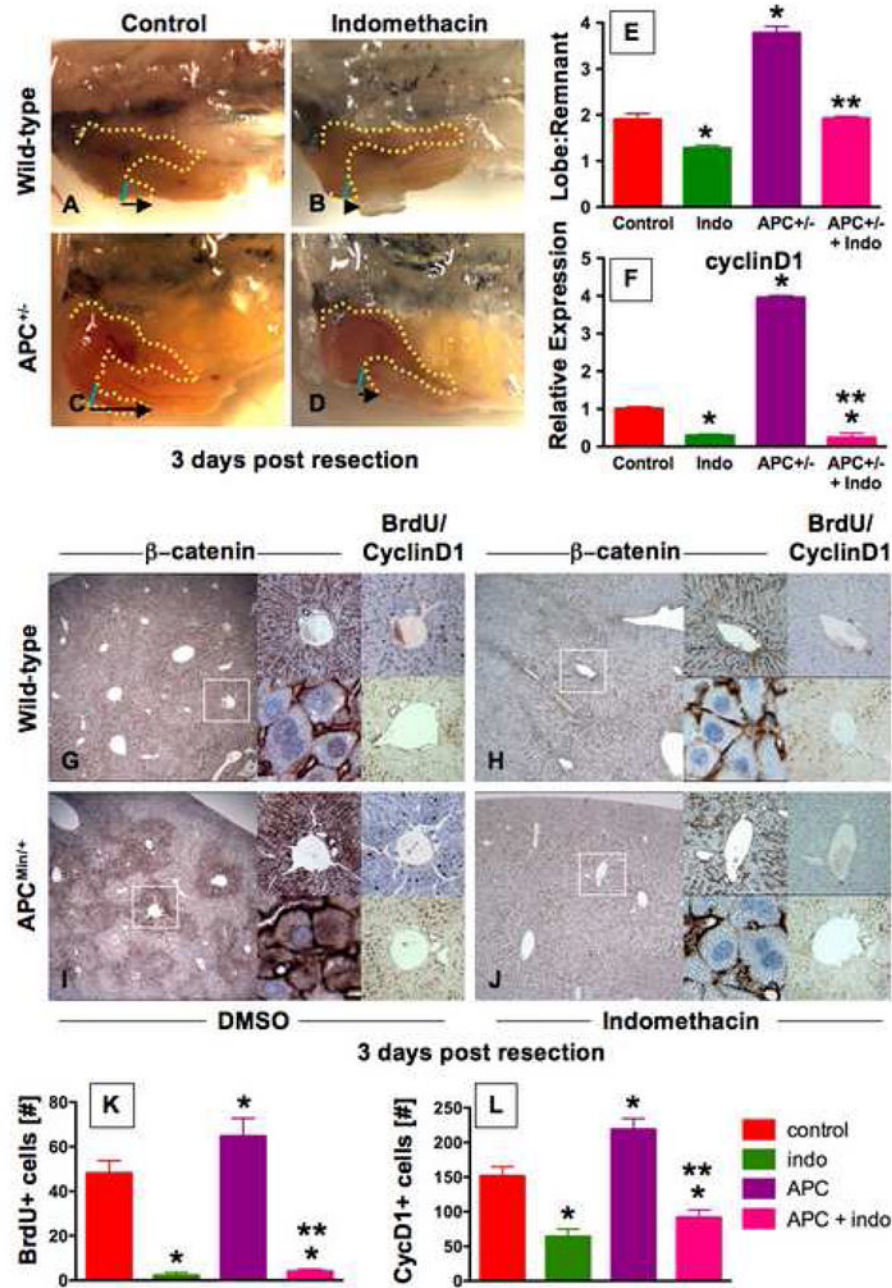 Control Indomethacin
Wild-type
A
B
APC+/-
C
D
3 days post resection
E
Lobe:Remnant
4
3
2
1
0
*
*
**
Control Indo APC+/- APC+/- + Indo
F
cyclinD1
Relative Expression
5
4
3
2
1
0
*
*
**
*
Control Indo APC+/- APC+/- + Indo
β-catenin
BrdU/
CyclinD1
β-catenin
BrdU/
CyclinD1
Wild-type
G
H
APCMin/+
I
J
DMSO Indomethacin
3 days post resection
K
BrdU+ cells [#]
80
60
40
20
0
*
*
**
*
L
CycD1+ cells [#]
250
200
150
100
50
0
*
*
**
*
control
indo
APC
APC + indo